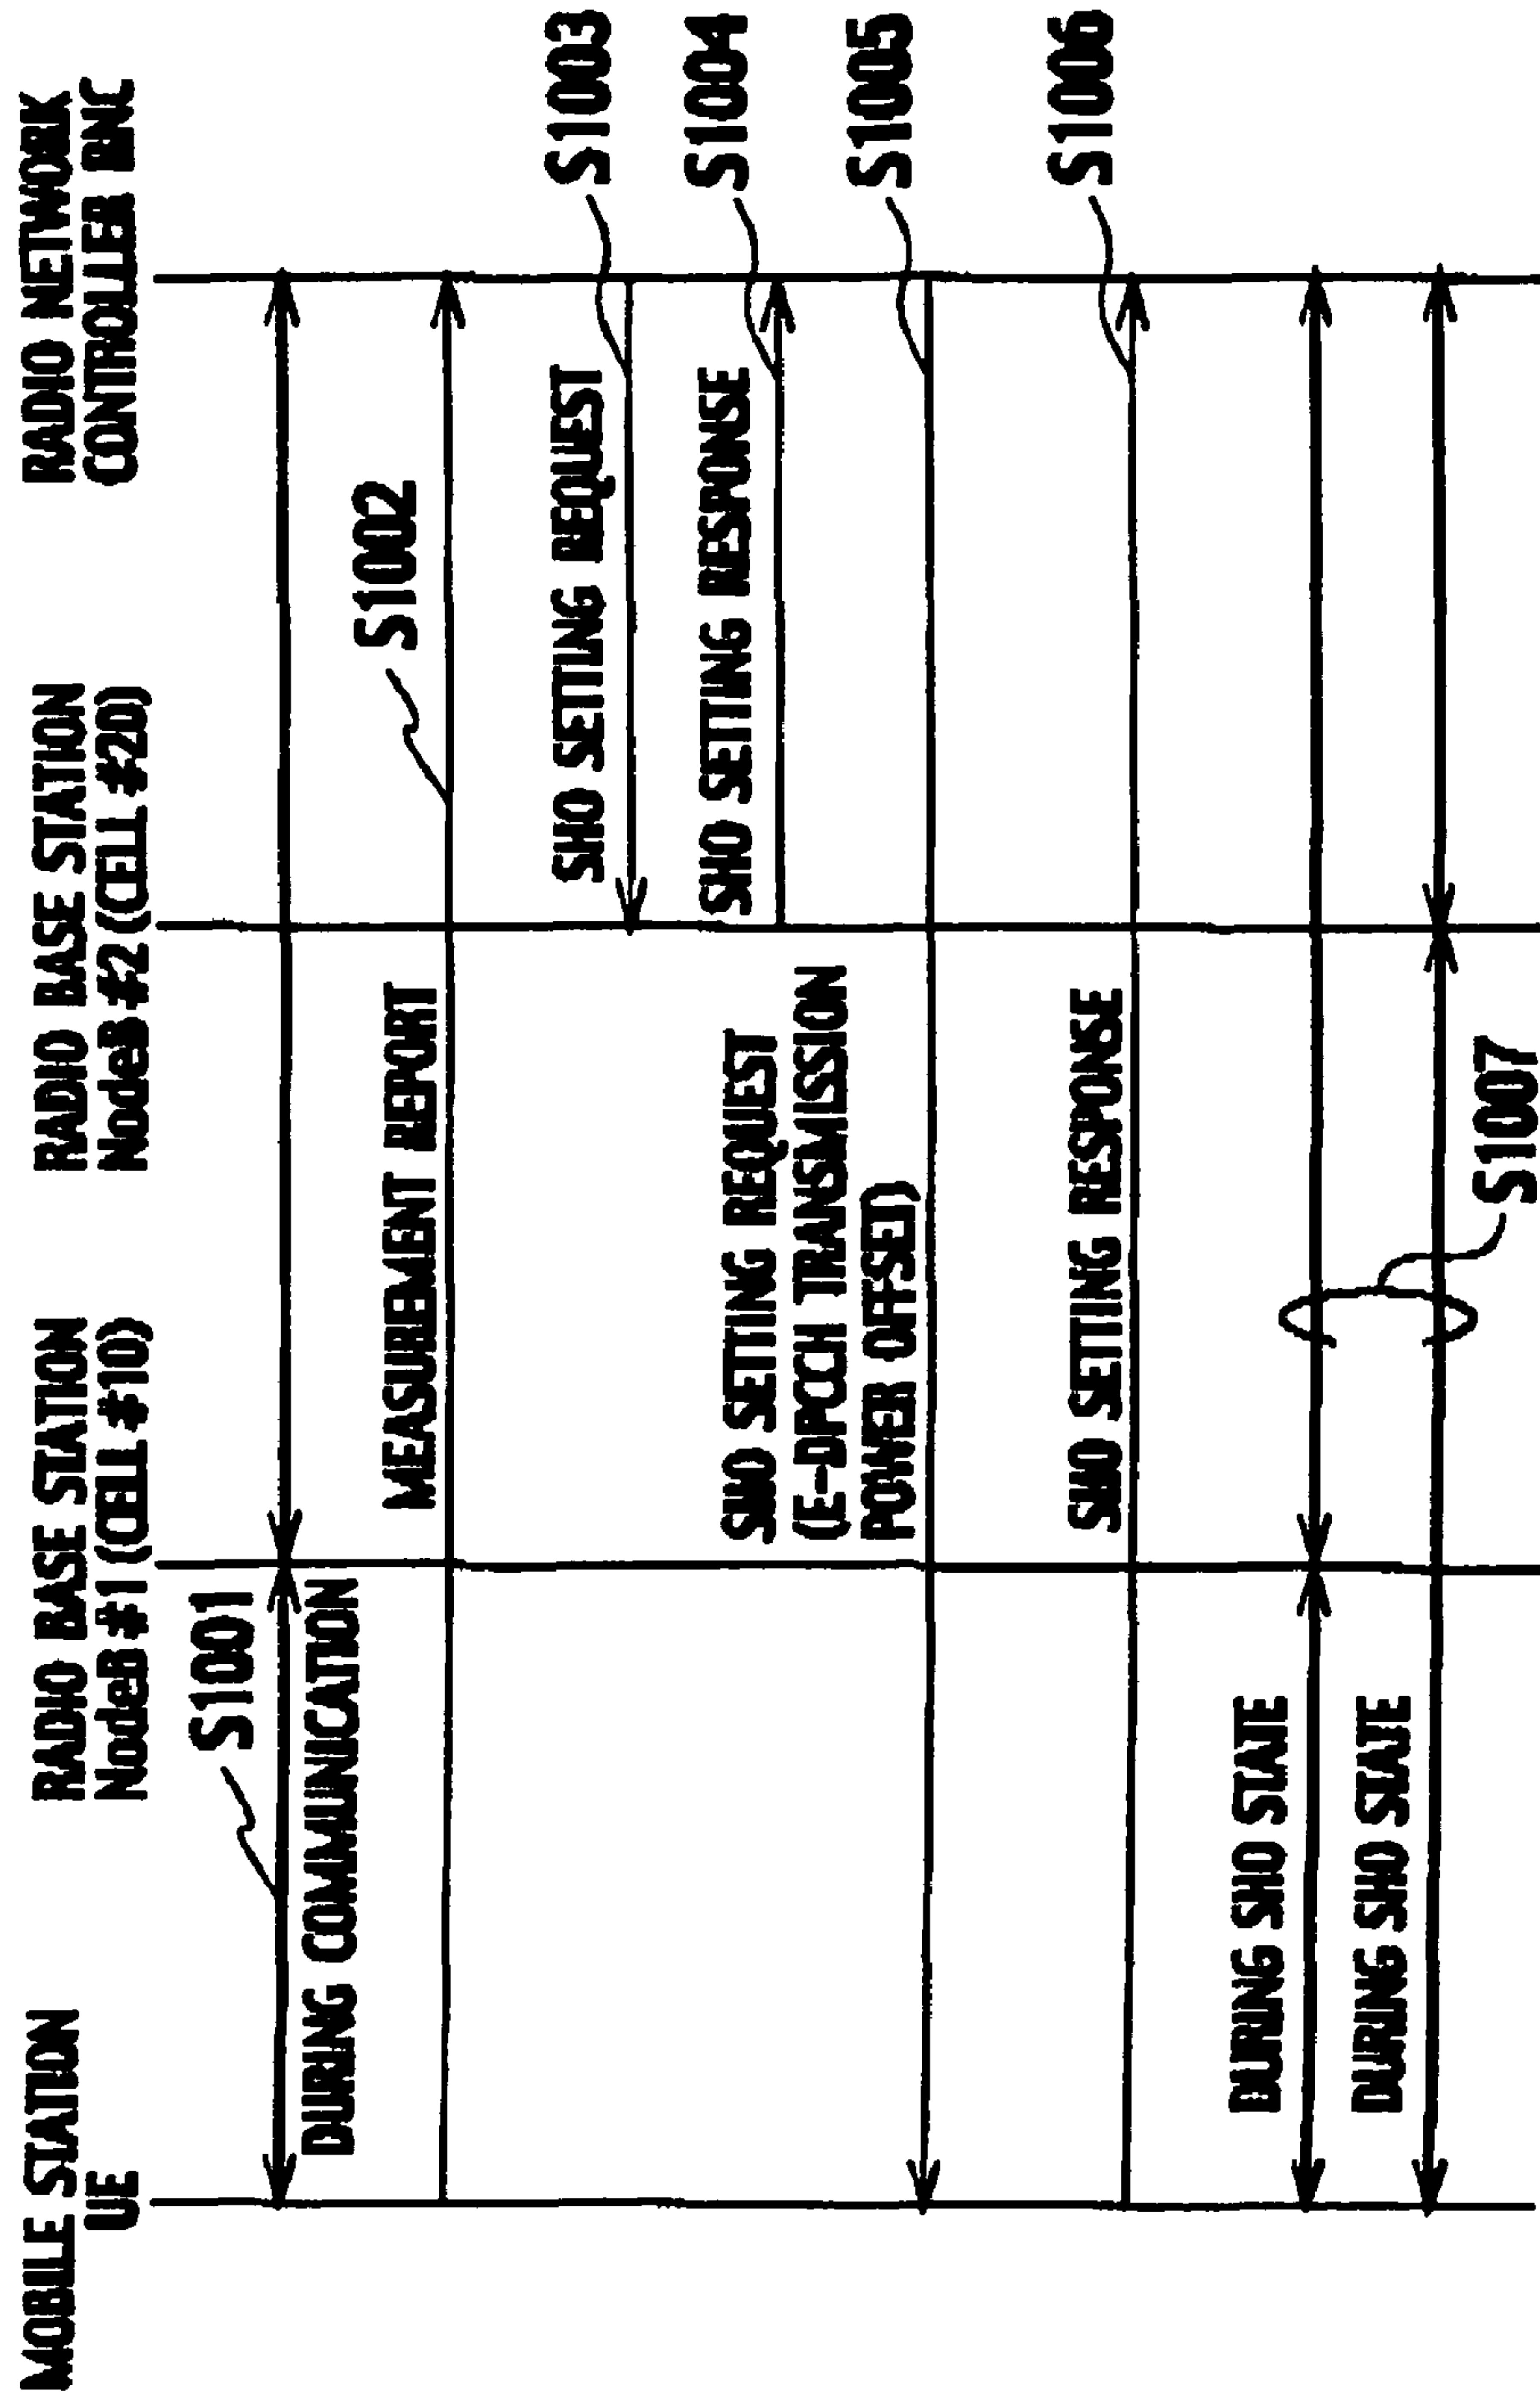 MOBILE STATION
UE
RADIO BASE STATION
NodeB #1 (CELL #10)
RADIO BASE STATION
NodeB #2 (CELL #20)
RADIO NETWORK
CONTROLLER RNC
S1001
DURING COMMUNICATION
S1002
MEASUREMENT REPORT
SHO SETTING REQUEST
S1003
SHO SETTING RESPONSE
S1004
SHO SETTING REQUEST
(E-DPCCH TRANSMISSION
POWER OFFSET)
S1005
SHO SETTING RESPONSE
S1006
DURING SHO STATE
DURING SHO STATE
S1007